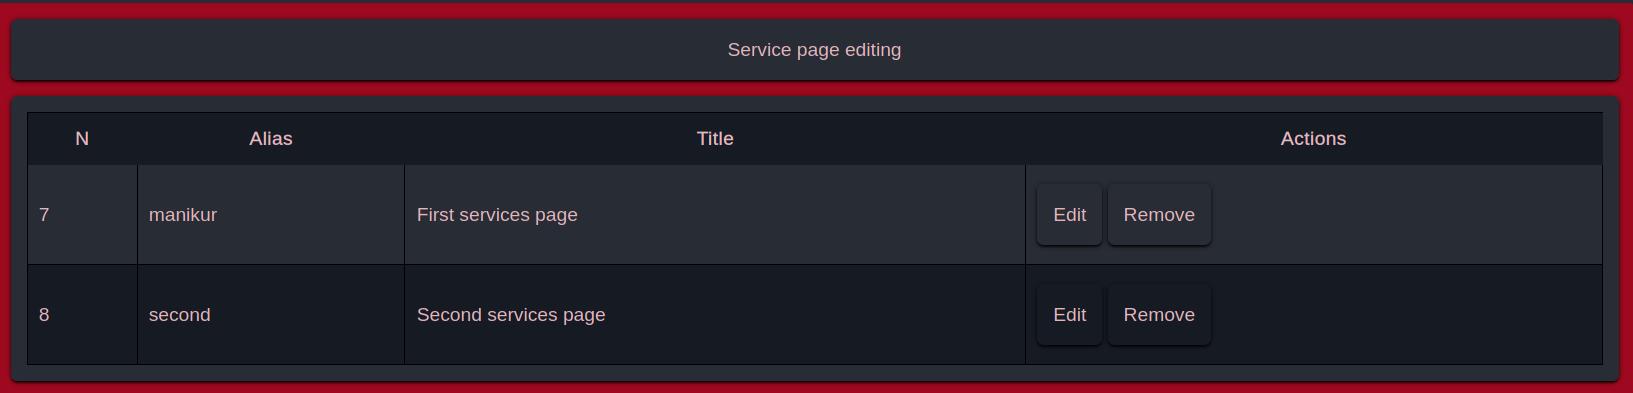 Service page editing
N Alias Title Actions
7 manikur First services page Edit Remove
8 second Second services page Edit Remove